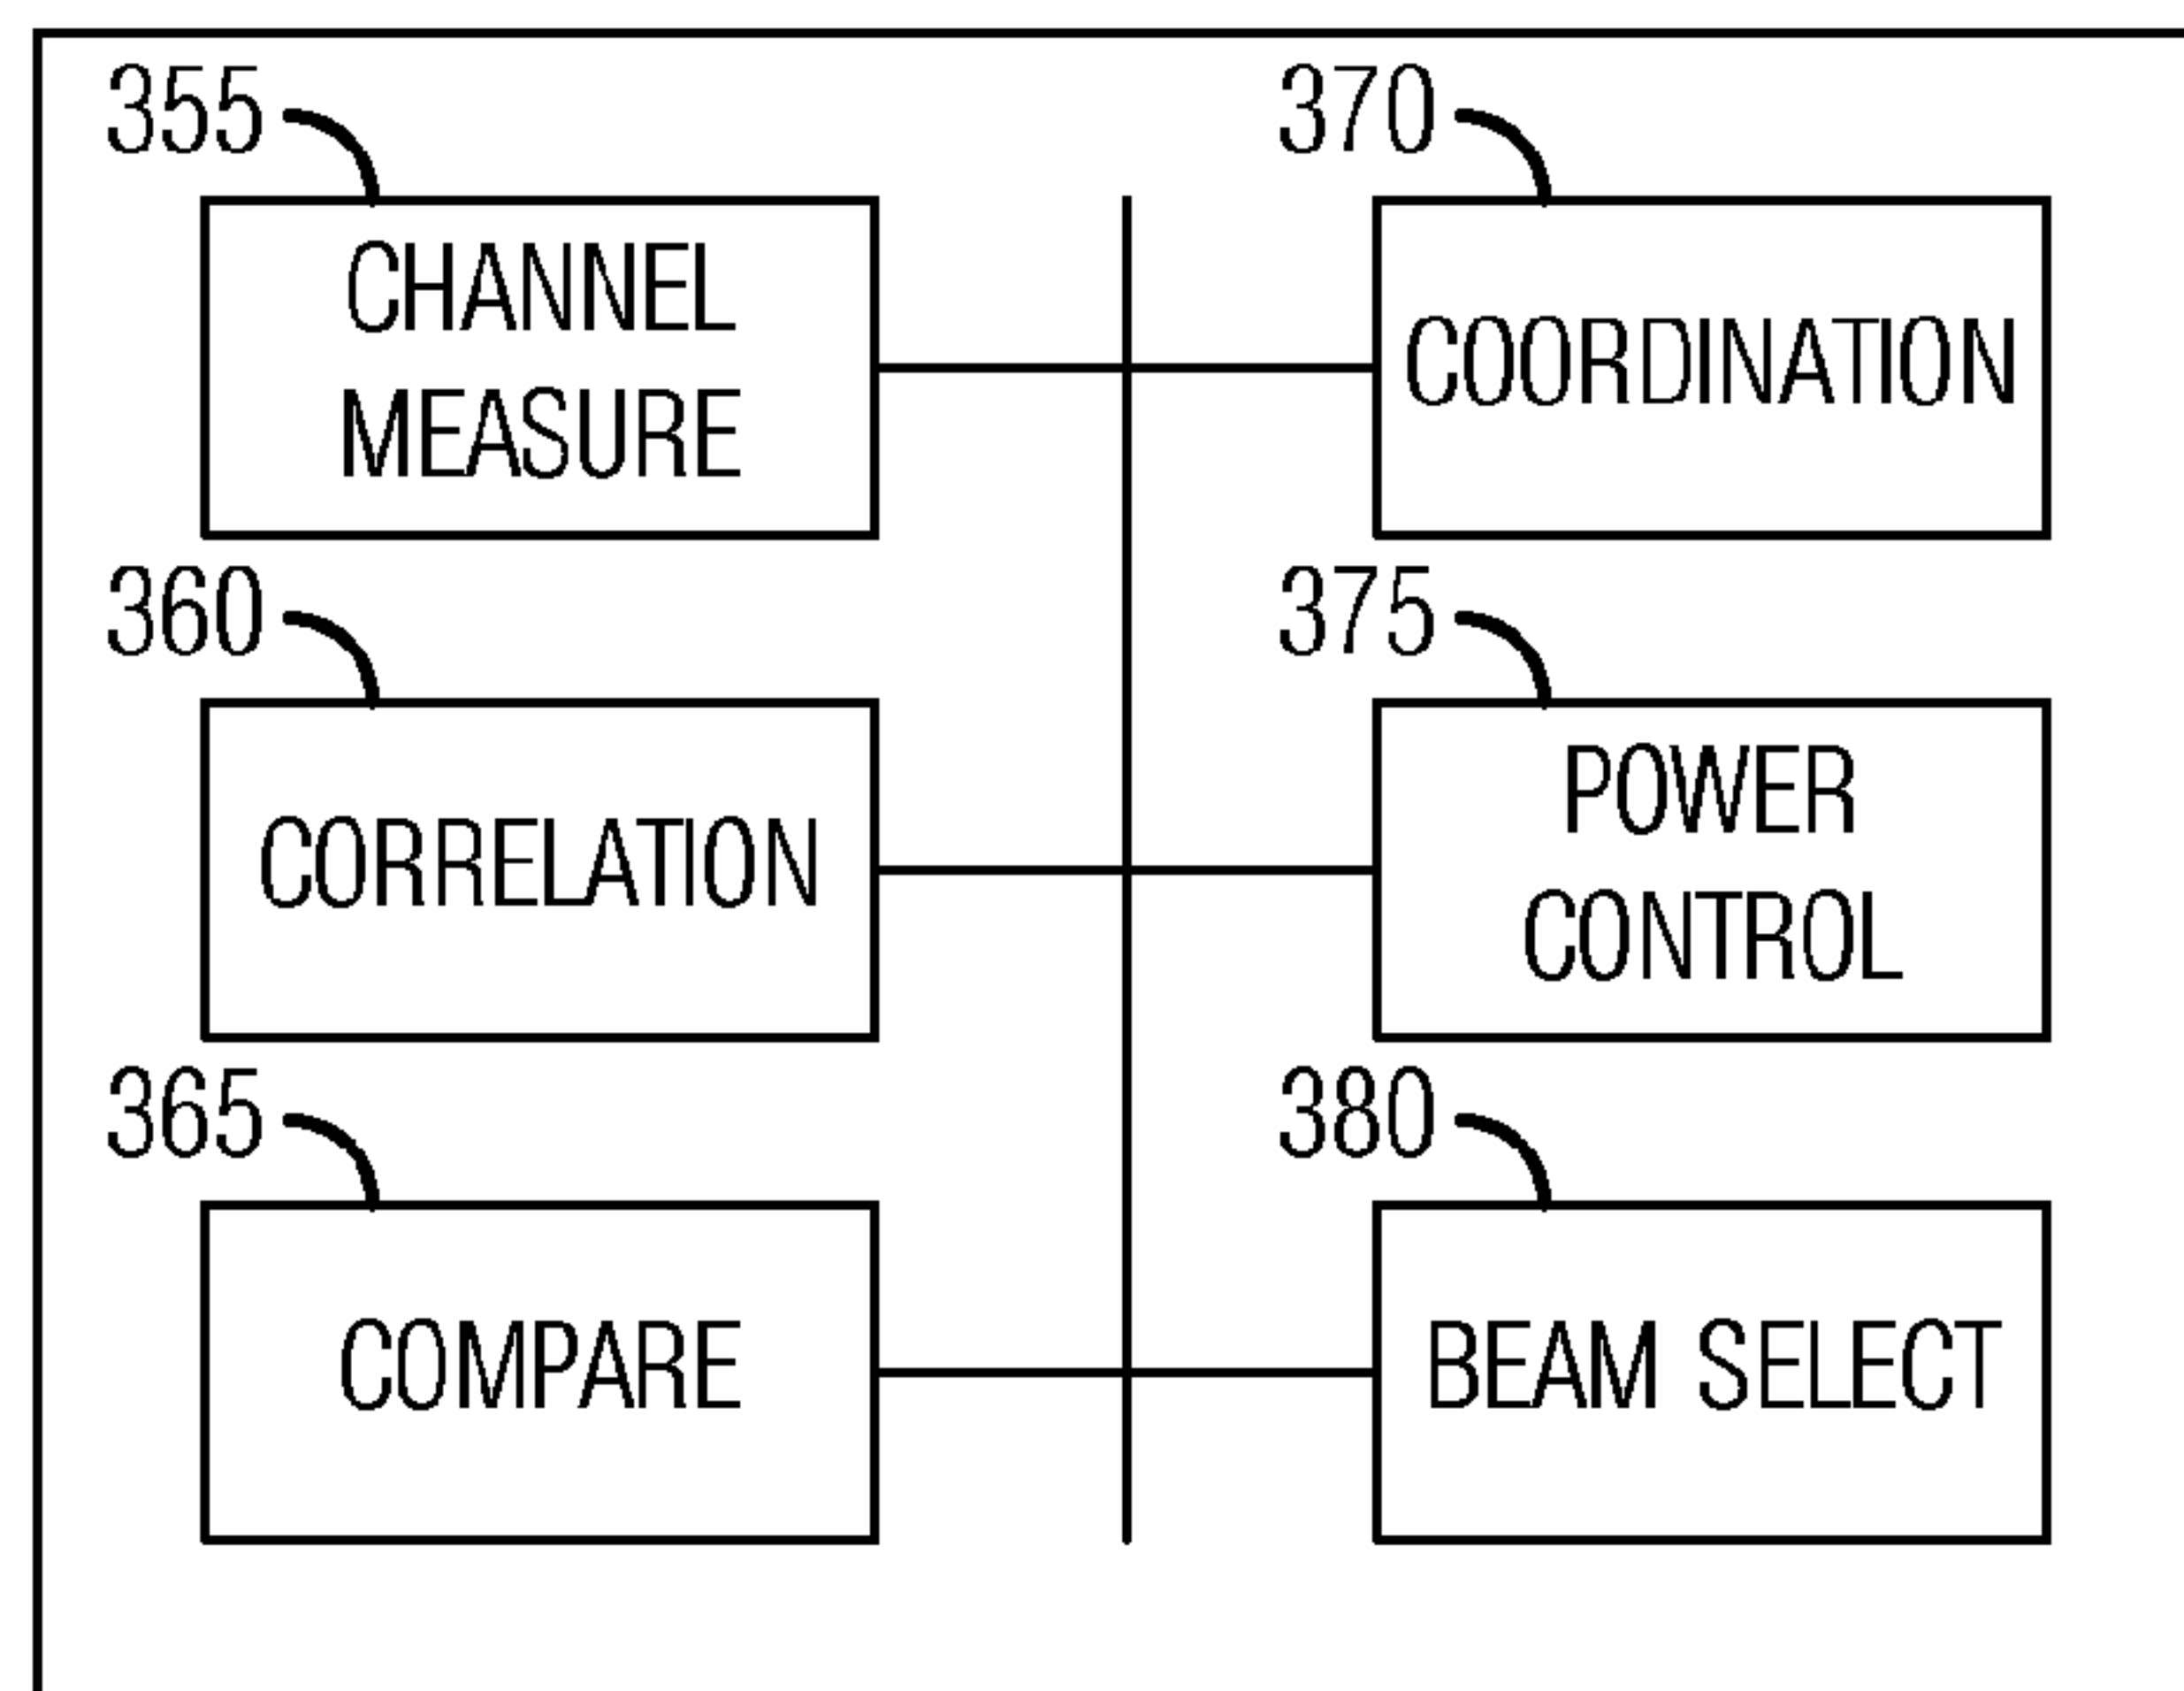 355
370
CHANNEL
MEASURE
COORDINATION
360
375
CORRELATION
POWER
CONTROL
365
380
COMPARE
BEAM SELECT